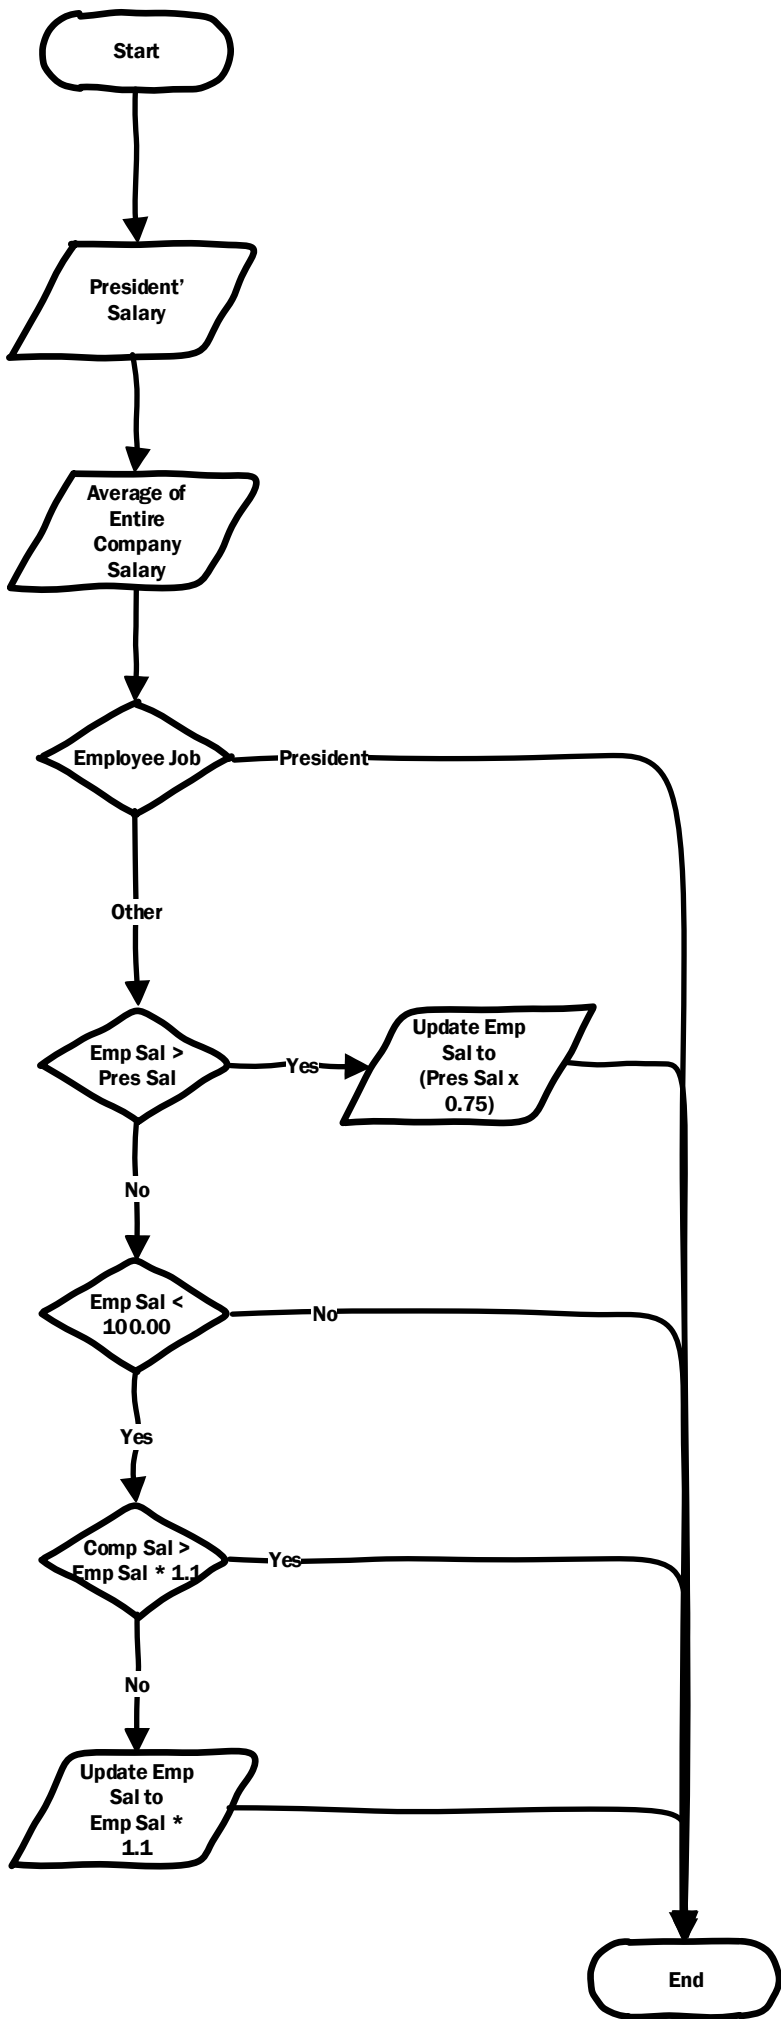 Start
President’
Salary
Average of
Entire
Company
Salary
Employee Job
President
Other
Emp Sal >
Pres Sal
Yes
Update Emp
Sal to
(Pres Sal x
0.75)
No
Emp Sal <
100.00
No
Yes
Comp Sal >
Emp Sal * 1.1
Yes
No
Update Emp
Sal to
Emp Sal *
1.1
End